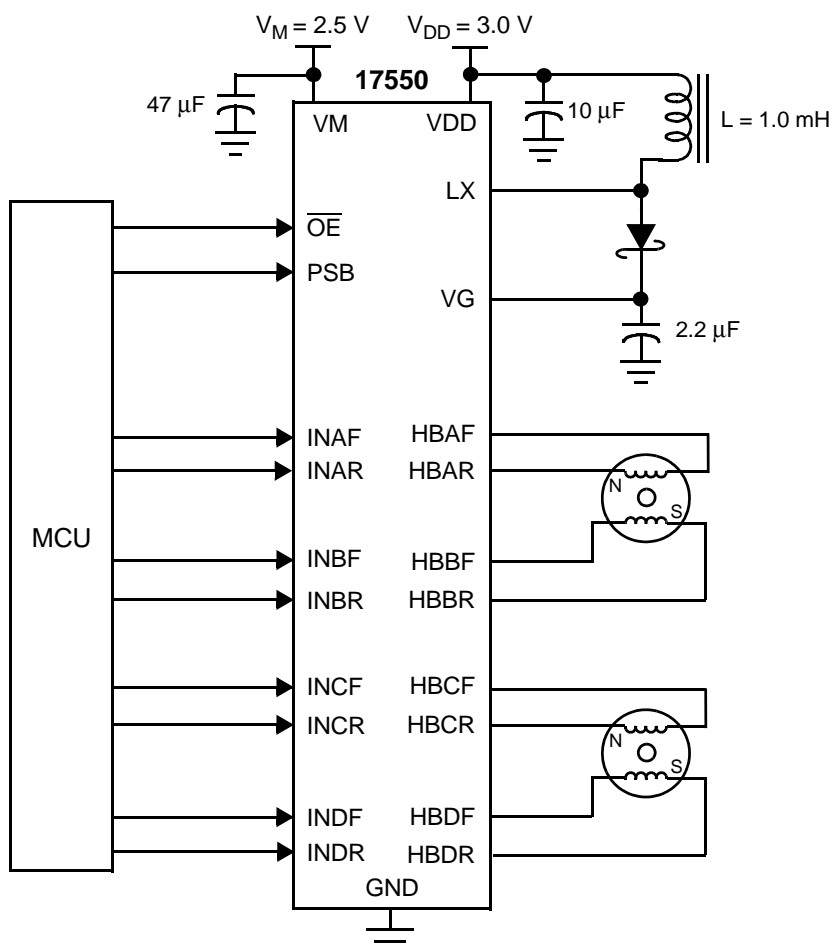 V_M = 2.5 V
V_DD = 3.0 V
17550
47 μF
10 μF
L = 1.0 mH
VM
VDD
LX
OE
PSB
VG
2.2 μF
INAF
HBAF
INAR
HBAR
N
S
MCU
INBF
HBBF
INBR
HBBR
INCF
HBCF
INCR
HBCR
N
S
INDF
HBDF
INDR
HBDR
GND